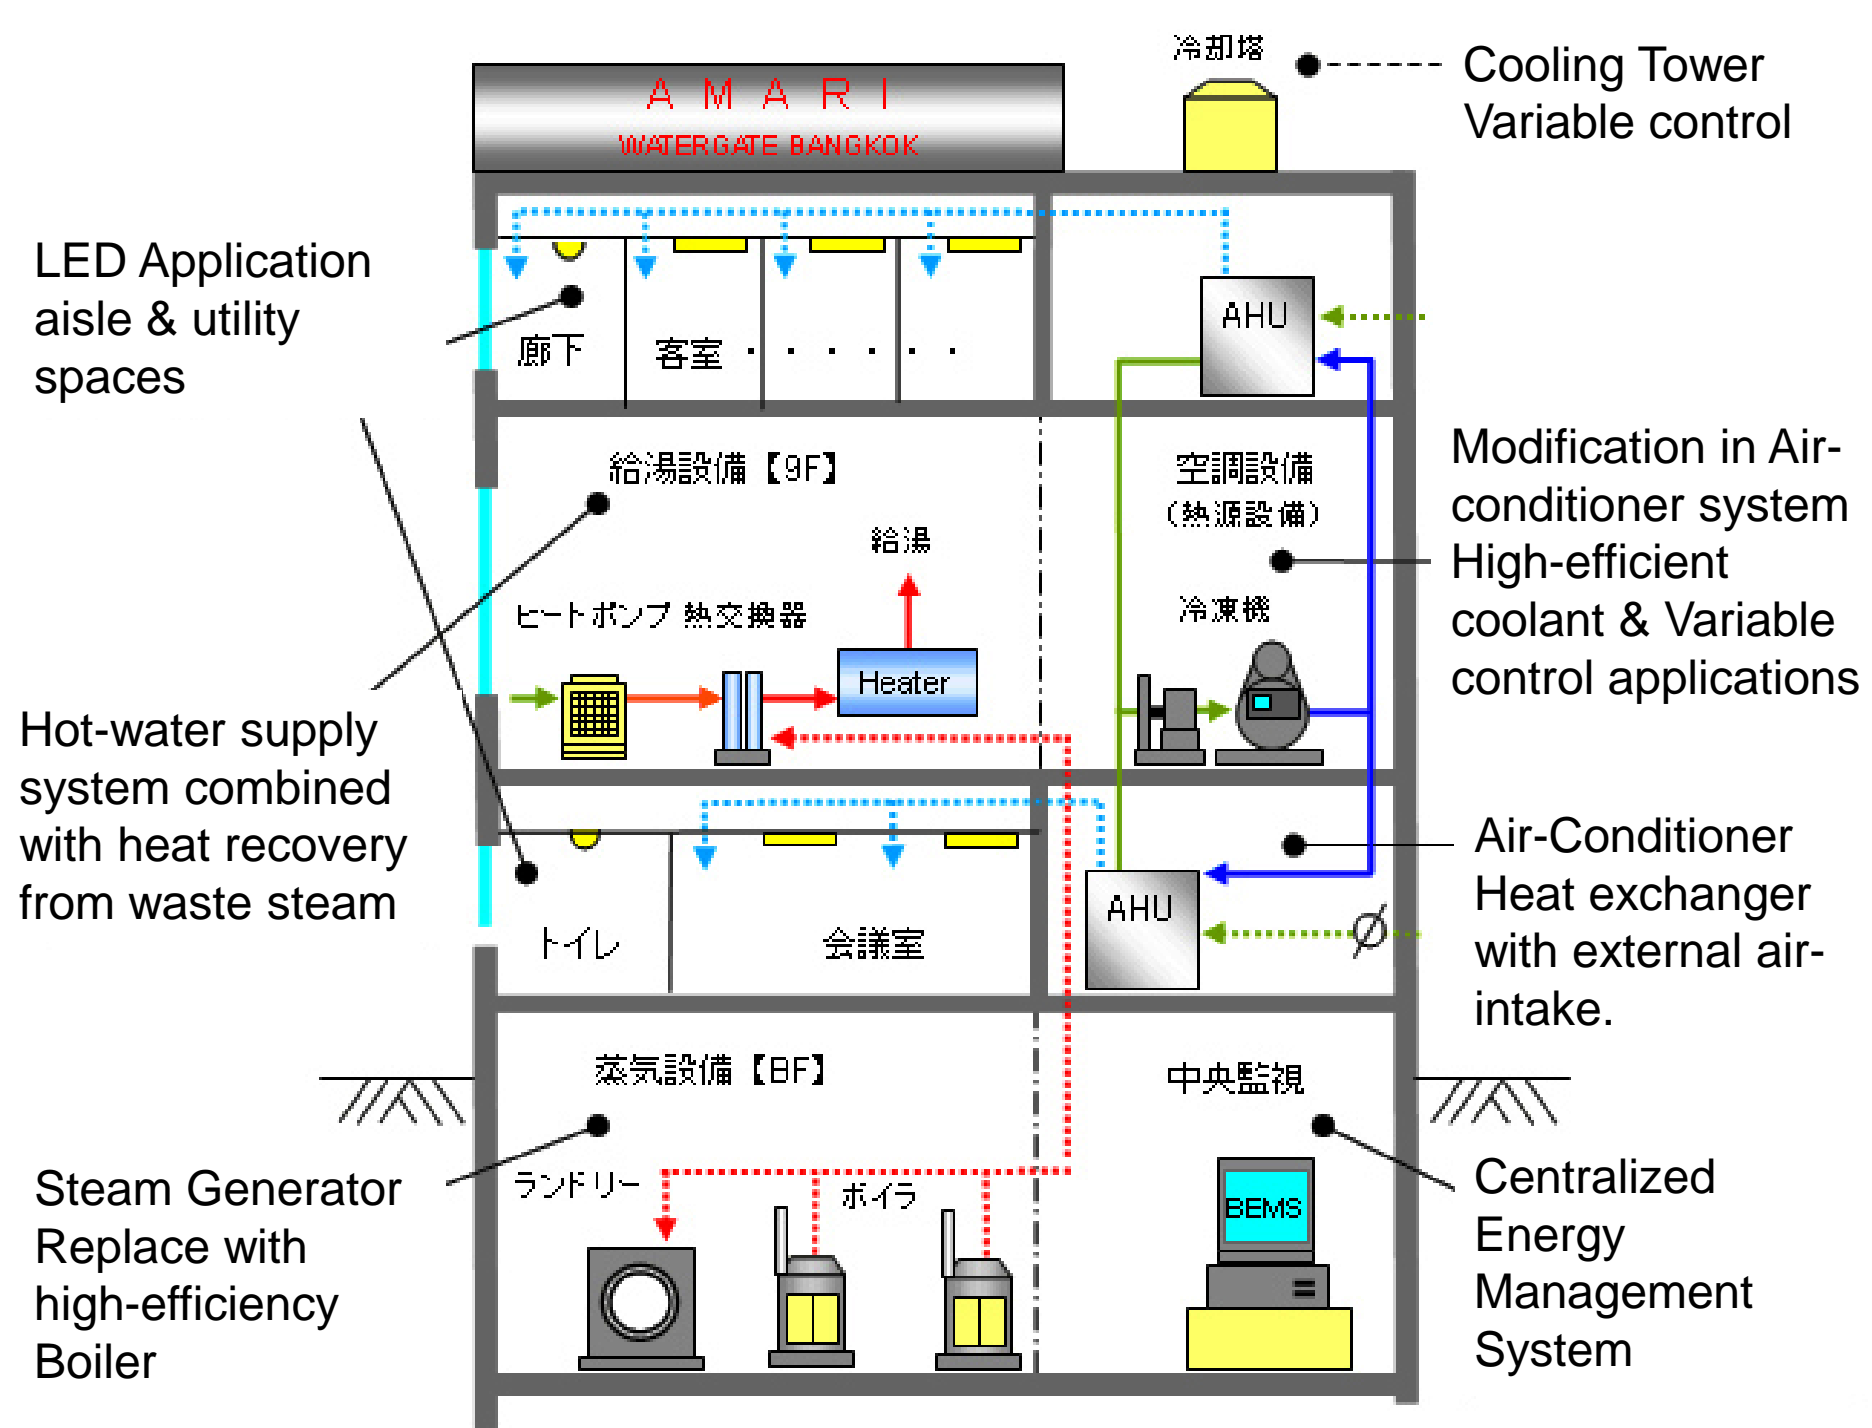 冷却塔
Cooling Tower
Variable control
AMARI
WATERGATE BANGKOK
LED Application
aisle & utility
spaces
廊下
客室・・・・・・
AHU
給湯設備【9F】
給湯
ヒートポンプ 熱交換器
Heater
空調設備
(熱源設備)
冷凍機
Modification in Air-
conditioner system
High-efficient
coolant & Variable
control applications
Hot-water supply
system combined
with heat recovery
from waste steam
トイレ
会議室
AHU
Air-Conditioner
Heat exchanger
with external air-
intake.
蒸気設備【BF】
ランドリー
ボイラ
中央監視
BEMS
Steam Generator
Replace with
high-efficiency
Boiler
Centralized
Energy
Management
System